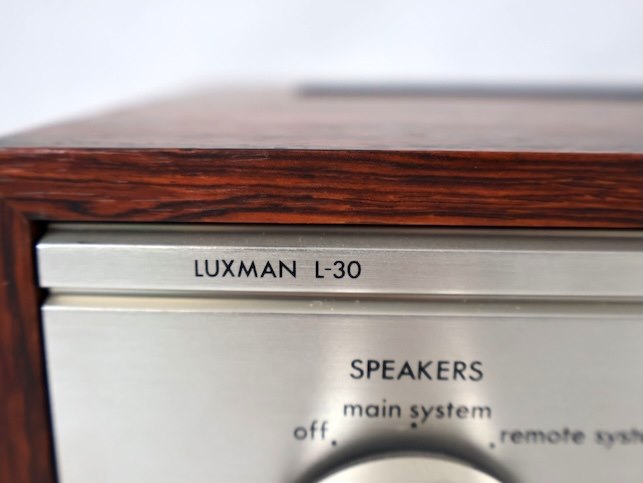 LUXMAN L-30
SPEAKERS
main system
off
remote syste